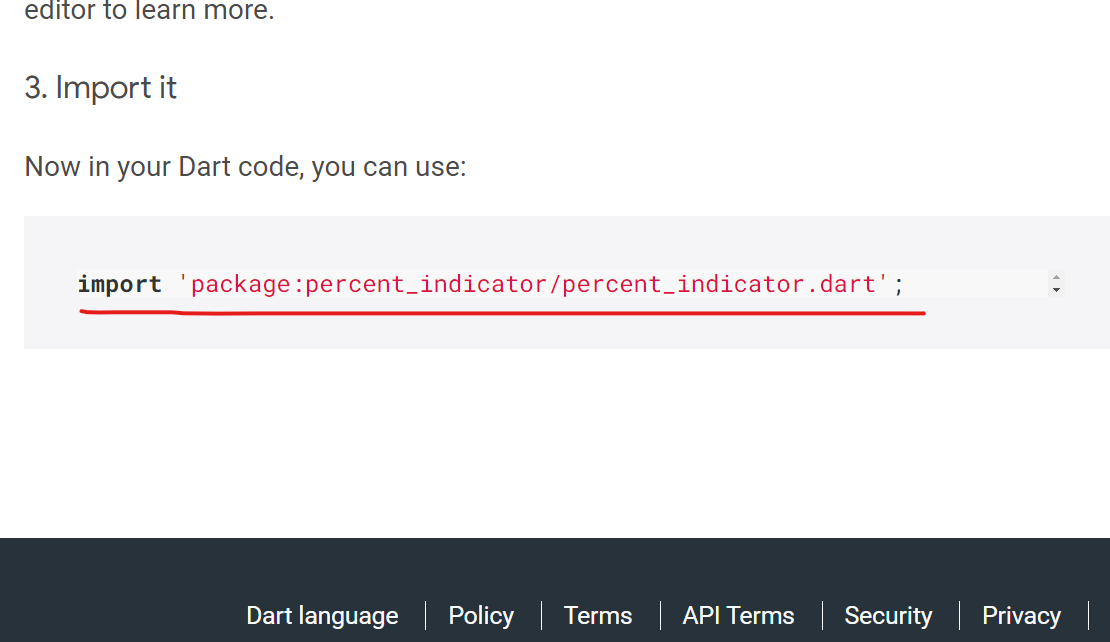 editor to learn more.
3. Import it
Now in your Dart code, you can use:
import 'package:percent_indicator/percent_indicator.dart';
Dart language | Policy | Terms | API Terms | Security | Privacy |